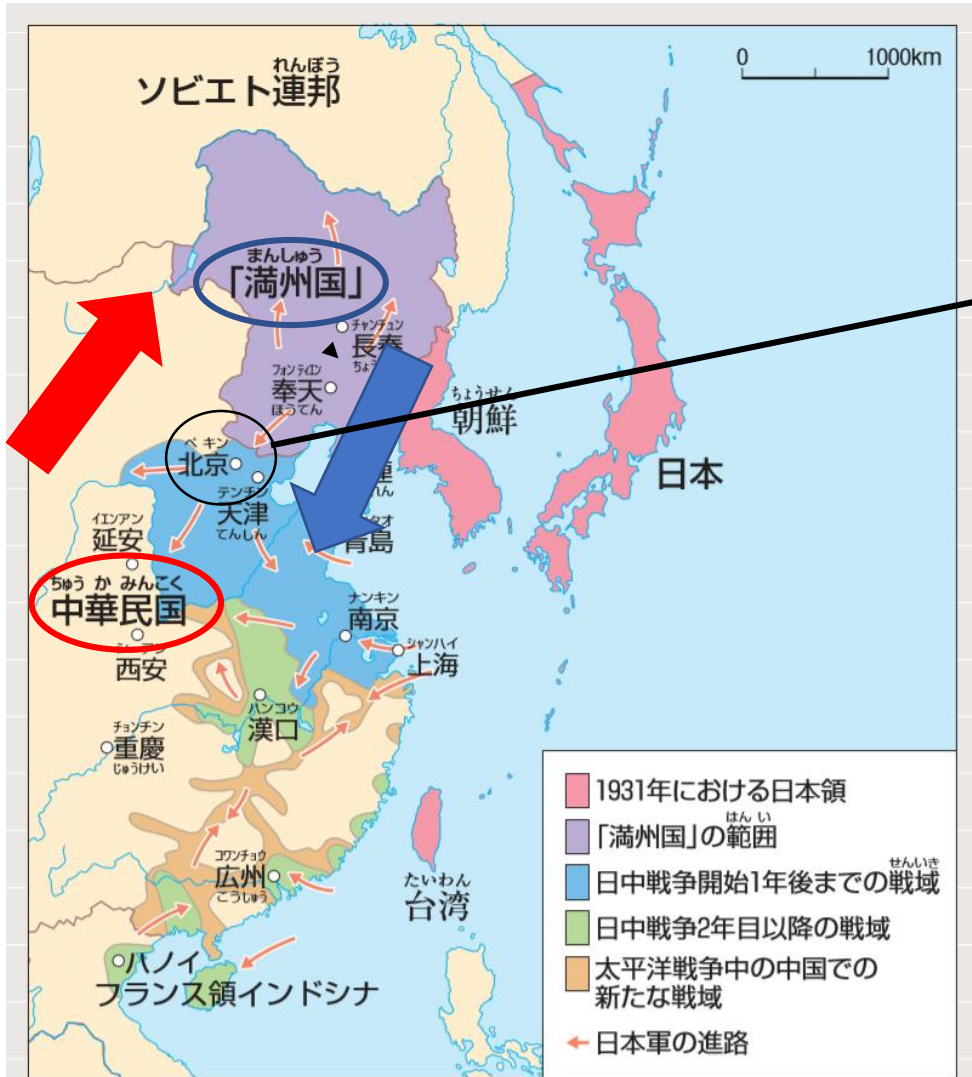 れんぽう
ソビエト連邦
0 1000km
まんしゅう
「満州国」
チャンチュン
長春
フォンティエン
奉天
ほうてん
ちょうせん
朝鮮
日本
ペキン
北京
テンチン
天津
てんしん
イエンアン
延安
青島
ちゅうかみんこく
中華民国
ナンキン
南京
シャンハイ
上海
西安
ハンコウ
漢口
チョンチン
重慶
じゅうけい
コワンチョウ
広州
こうしゅう
たいわん
台湾
ハノイ
フランス領インドシナ
1931年における日本領
はんい
「満州国」の範囲
せんいき
日中戦争開始1年後までの戦域
日中戦争2年目以降の戦域
太平洋戦争中の中国での
新たな戦域
日本軍の進路